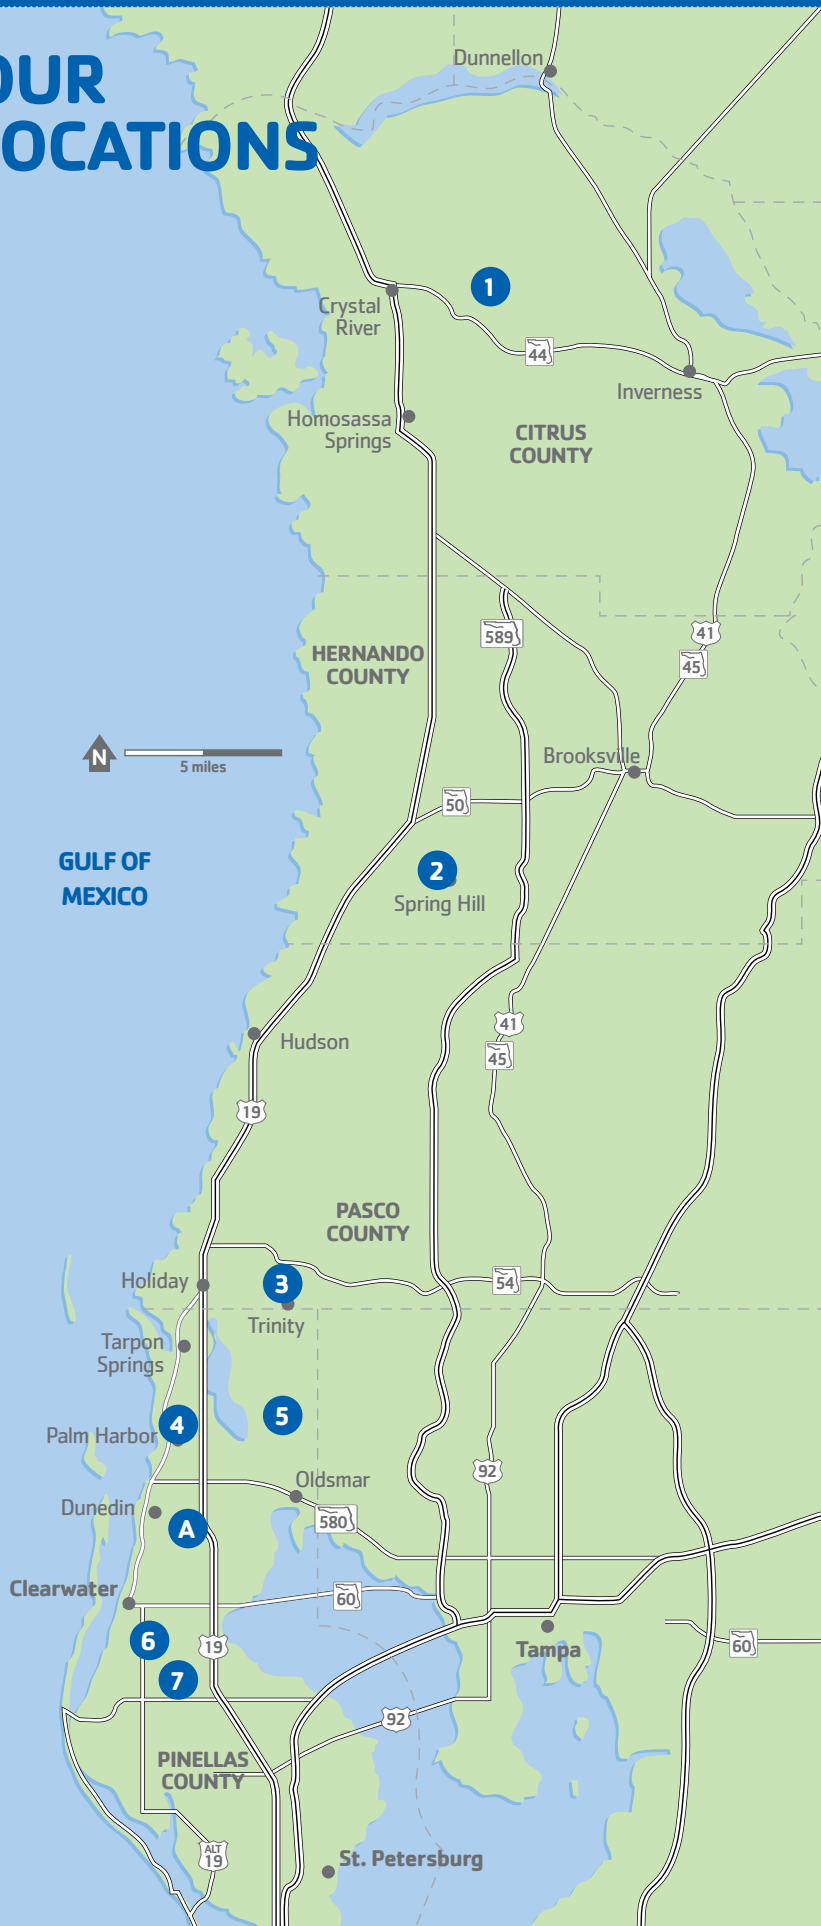 OUR
OCATIONS
Dunnellon
1
Crystal
River
44
Inverness
Homosassa
Springs
CITRUS
COUNTY
589
41
45
HERNANDO
COUNTY
N
5 miles
Brooksville
50
GULF OF
MEXICO
2
Spring Hill
41
45
Hudson
19
PASCO
COUNTY
Holiday
3
54
Trinity
Tarpon
Springs
4
5
Palm Harbor
92
Oldsmar
Dunedin
A
580
Clearwater
60
6
19
Tampa
60
7
92
PINELLAS
COUNTY
ALT
19
St. Petersburg